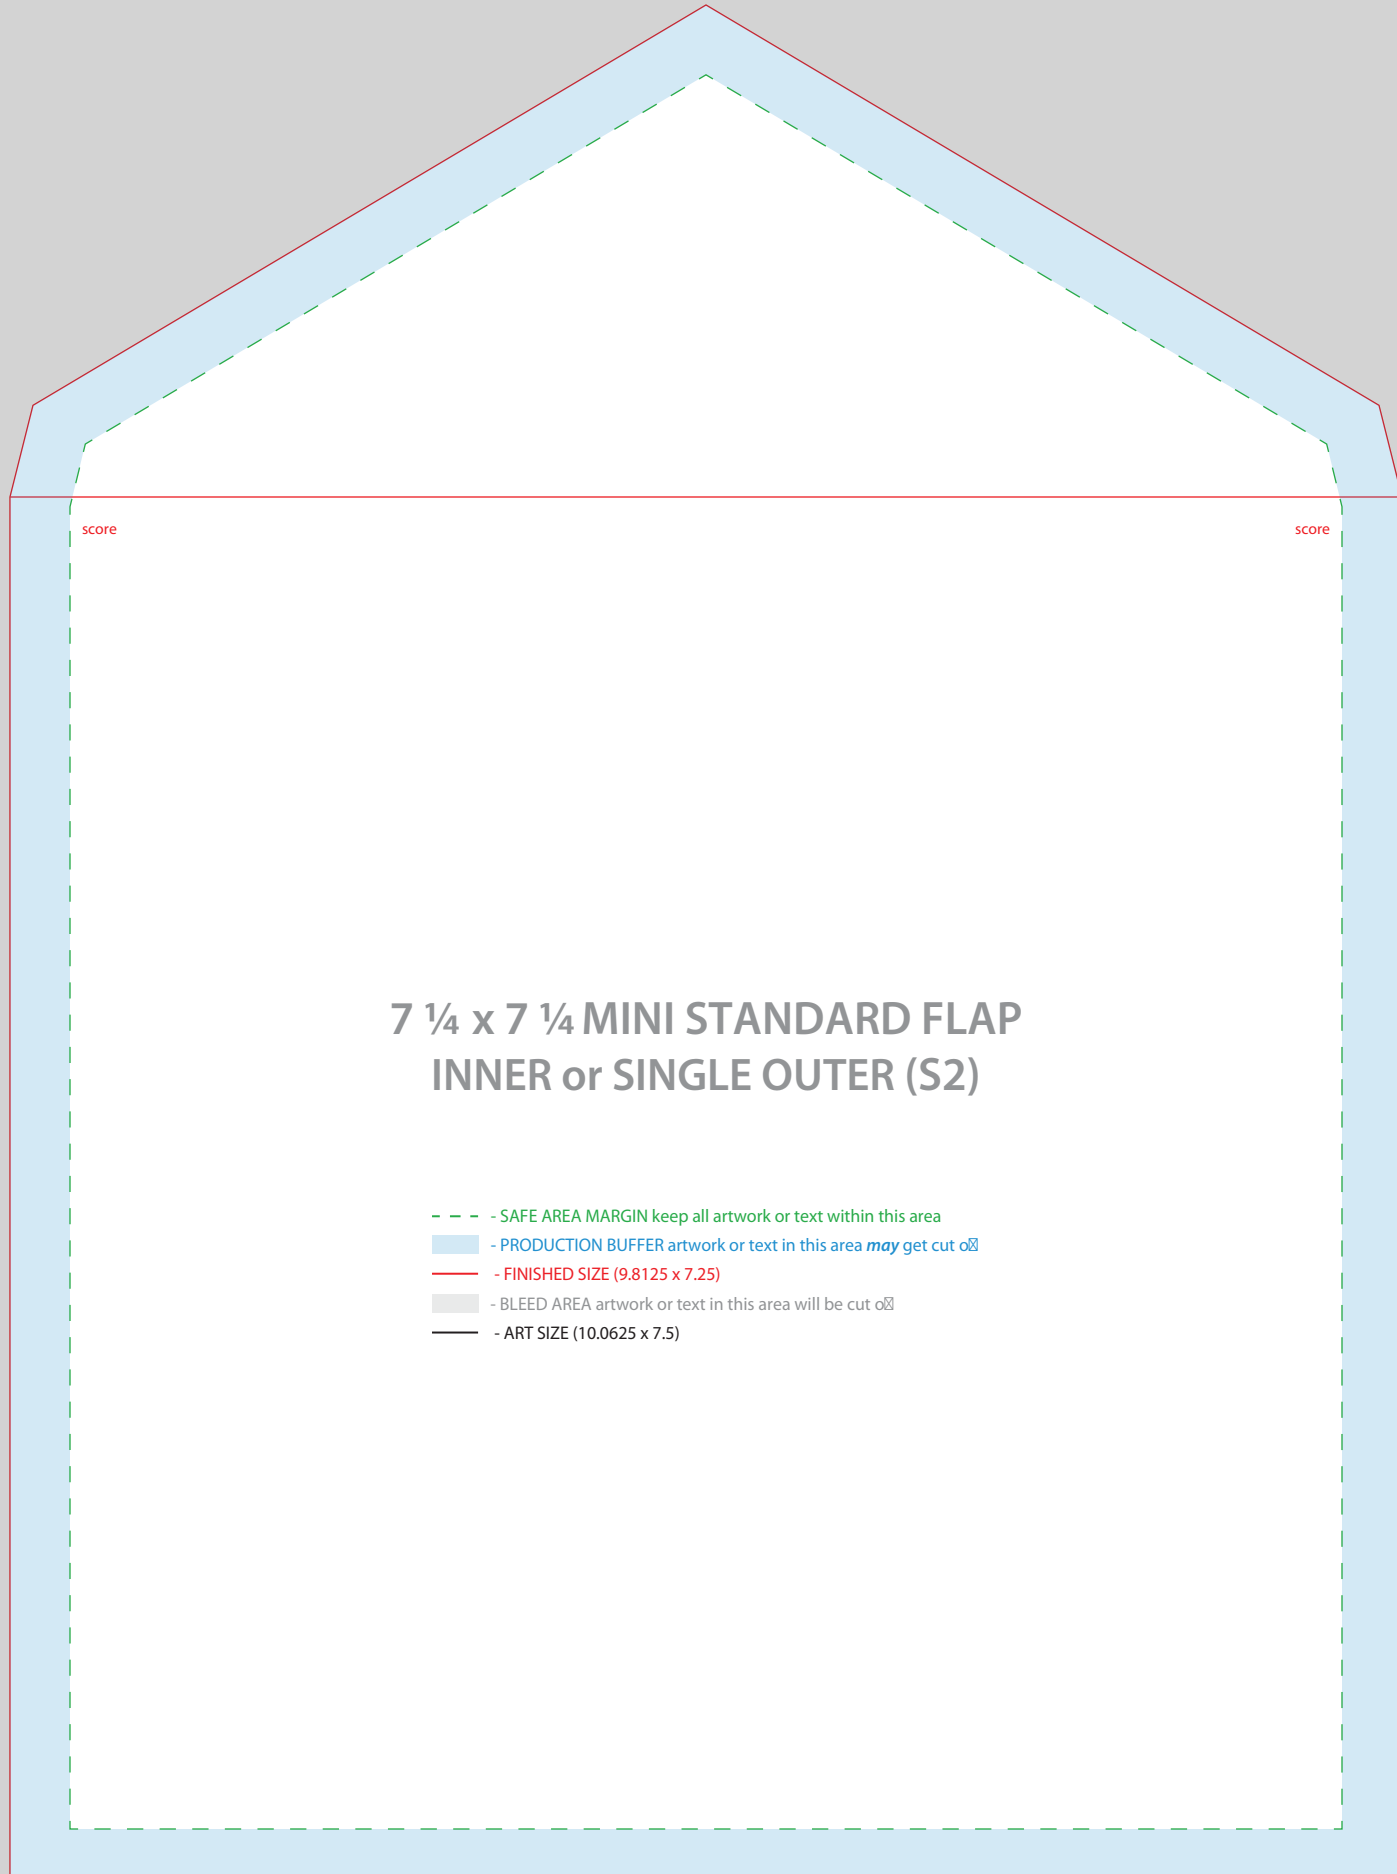 score
score
7 ¼ x 7 ¼ MINI STANDARD FLAP
INNER or SINGLE OUTER (S2)
- SAFE AREA MARGIN keep all artwork or text within this area
- PRODUCTION BUFFER artwork or text in this area may get cut o
- FINISHED SIZE (9.8125 x 7.25)
- BLEED AREA artwork or text in this area will be cut o
- ART SIZE (10.0625 x 7.5)